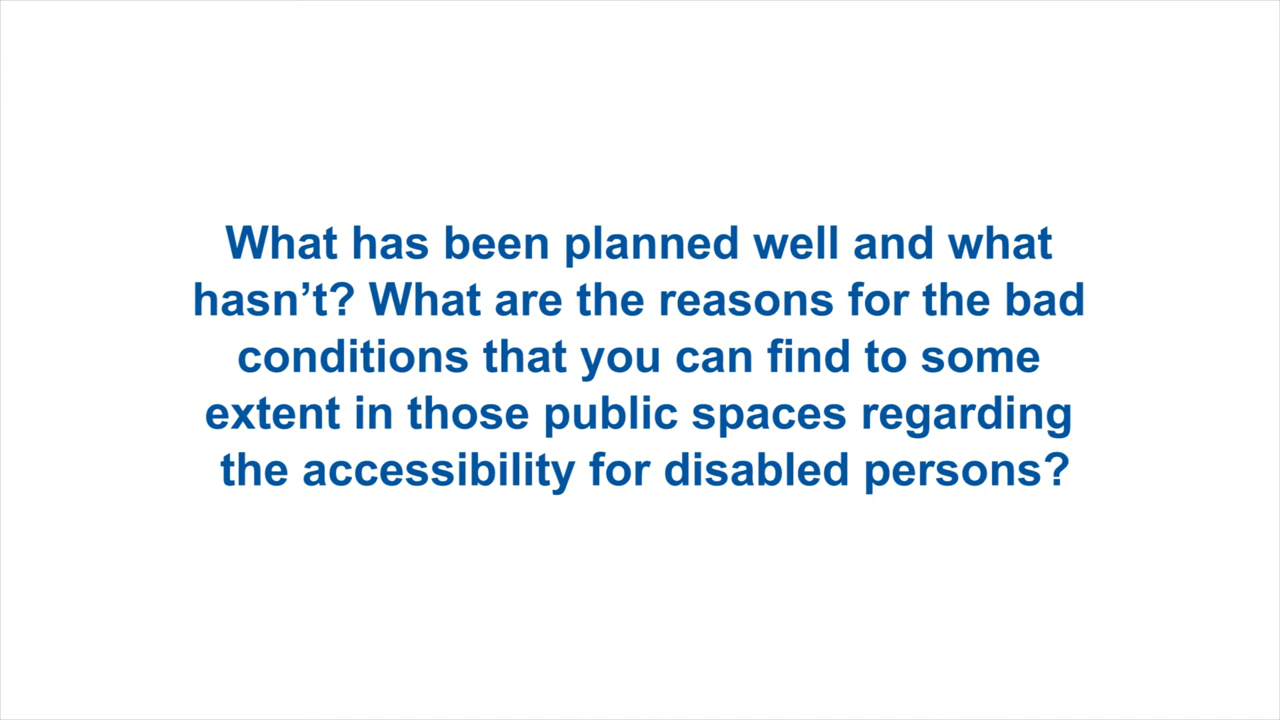 What has been planned well and what
hasn’t? What are the reasons for the bad
conditions that you can find to some
extent in those public spaces regarding
the accessibility for disabled persons?